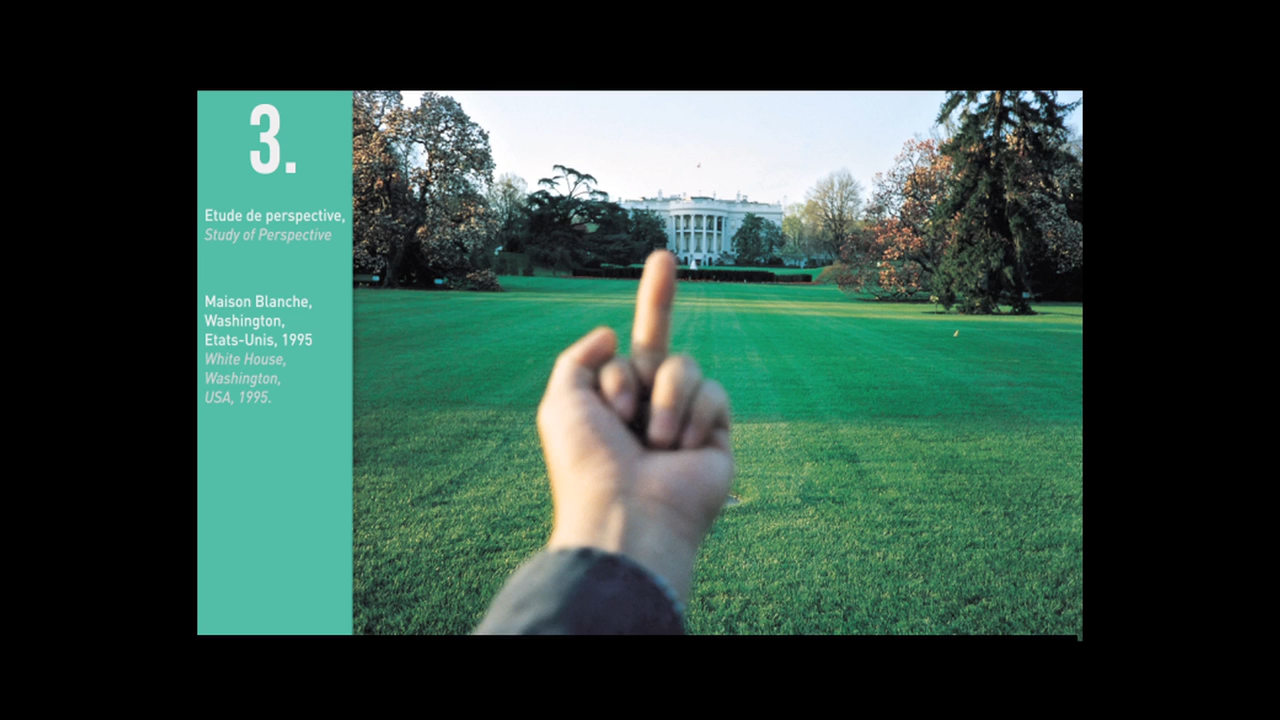 3.
Etude de perspective,
Study of Perspective
Maison Blanche,
Washington,
Etats-Unis, 1995
White House,
Washington,
USA, 1995.